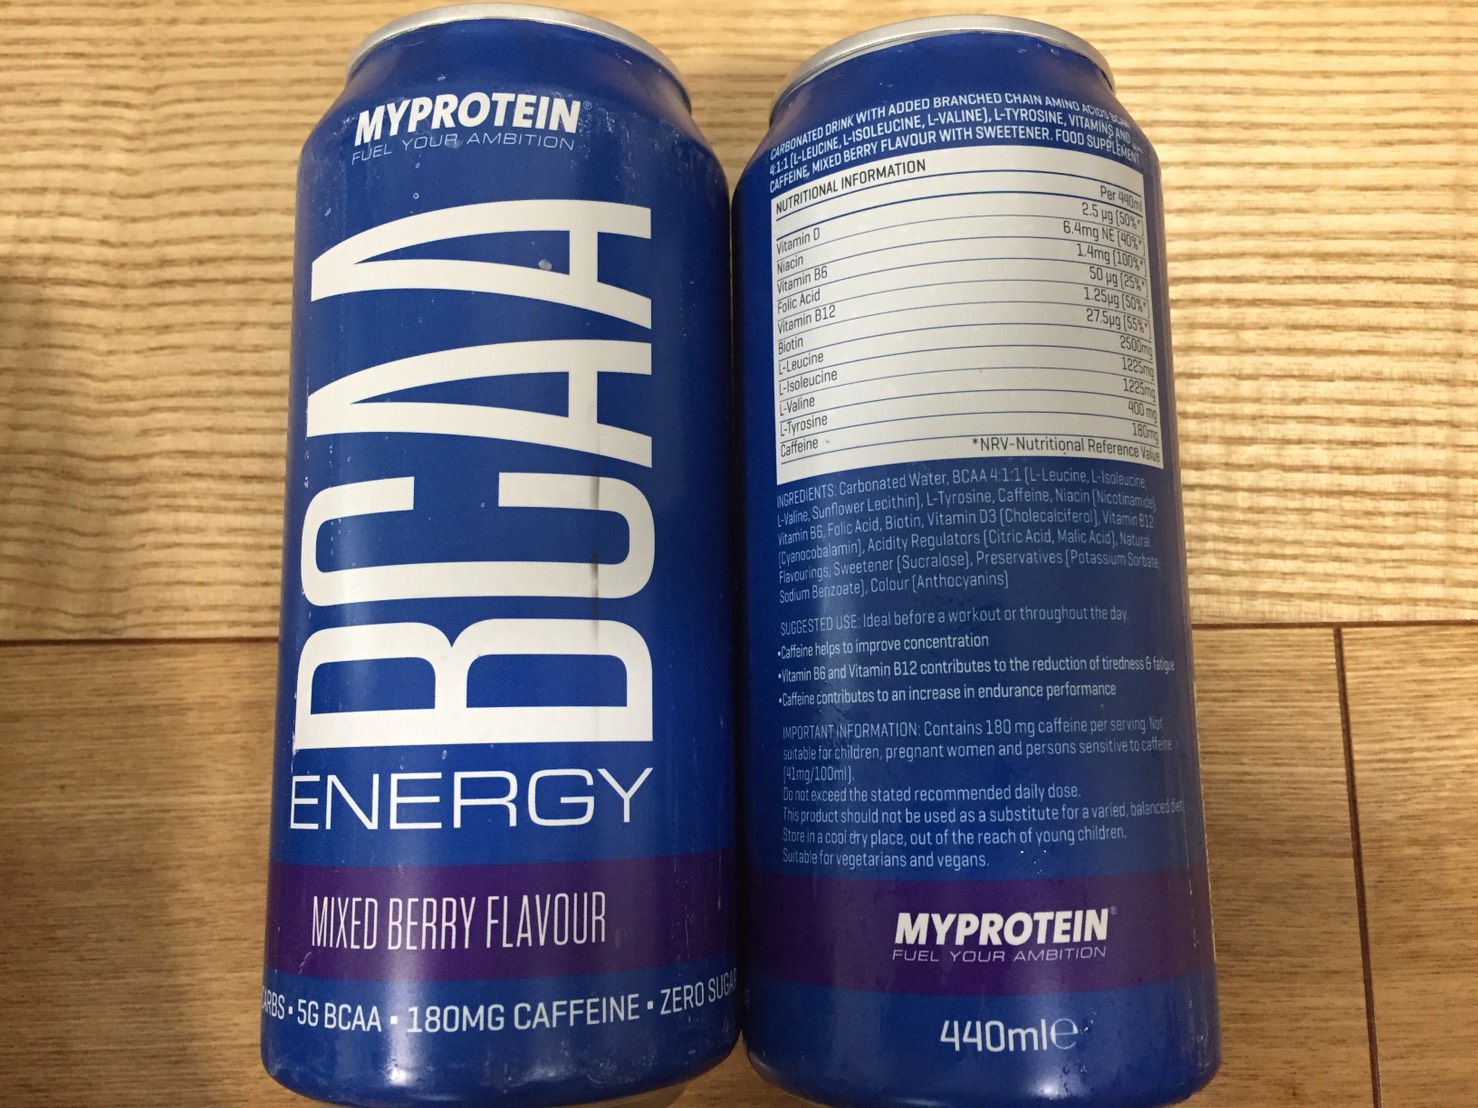 MYPROTEIN®
FUEL YOUR AMBITION
BCAA
ENERGY
MIXED BERRY FLAVOUR
ARBS • 5G BCAA • 180MG CAFFEINE • ZERO SUGAR
CARBONATED DRINK WITH ADDED BRANCHED CHAIN AMINO ACIDS
4:1:1 (L-LEUCINE, L-ISOLEUCINE, L-VALINE), L-TYROSINE, VITAMINS AND
CAFFEINE, MIXED BERRY FLAVOUR WITH SWEETENER. FOOD SUPPLEMENT
NUTRITIONAL INFORMATION
Per 440ml
Vitamin D 2.5 µg (50%*)
Niacin 6.4mg NE (40%*)
Vitamin B6 1.4mg (100%*)
Folic Acid 50 µg (25%*)
Vitamin B12 1.25µg (50%*)
Biotin 27.5µg (55%*)
L-Leucine 2500mg
L-Isoleucine 1225mg
L-Valine 1225mg
L-Tyrosine 400 mg
Caffeine 180mg
*NRV-Nutritional Reference Value
INGREDIENTS: Carbonated Water, BCAA 4:1:1 (L-Leucine, L-Isoleucine,
L-Valine, Sunflower Lecithin), L-Tyrosine, Caffeine, Niacin (Nicotinamide),
Vitamin B6, Folic Acid, Biotin, Vitamin D3 (Cholecalciferol), Vitamin B12
(Cyanocobalamin), Acidity Regulators (Citric Acid, Malic Acid), Natural
Flavourings, Sweetener (Sucralose), Preservatives (Potassium Sorbate,
Sodium Benzoate), Colour (Anthocyanins)
SUGGESTED USE: Ideal before a workout or throughout the day.
•Caffeine helps to improve concentration
•Vitamin B6 and Vitamin B12 contributes to the reduction of tiredness & fatigue
•Caffeine contributes to an increase in endurance performance
IMPORTANT INFORMATION: Contains 180 mg caffeine per serving. Not
suitable for children, pregnant women and persons sensitive to caffeine
(41mg/100ml).
Do not exceed the stated recommended daily dose.
This product should not be used as a substitute for a varied, balanced diet
Store in a cool dry place, out of the reach of young children.
Suitable for vegetarians and vegans.
MYPROTEIN®
FUEL YOUR AMBITION
440ml℮